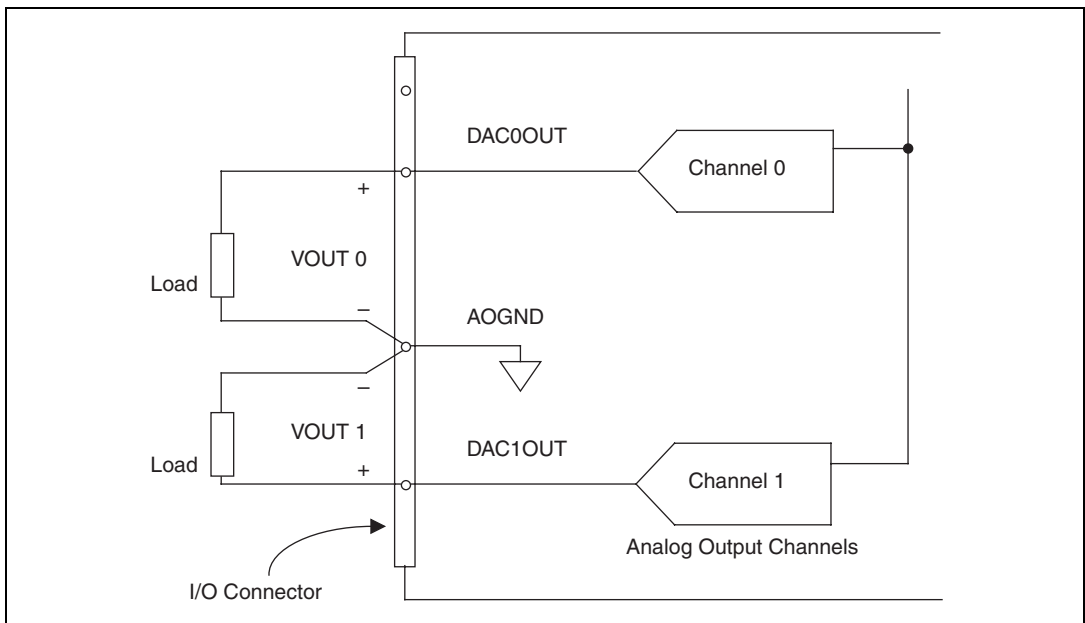 DAC0OUT
Channel 0
+
VOUT 0
Load
–
AOGND
–
VOUT 1
Load
+
DAC1OUT
Channel 1
Analog Output Channels
I/O Connector